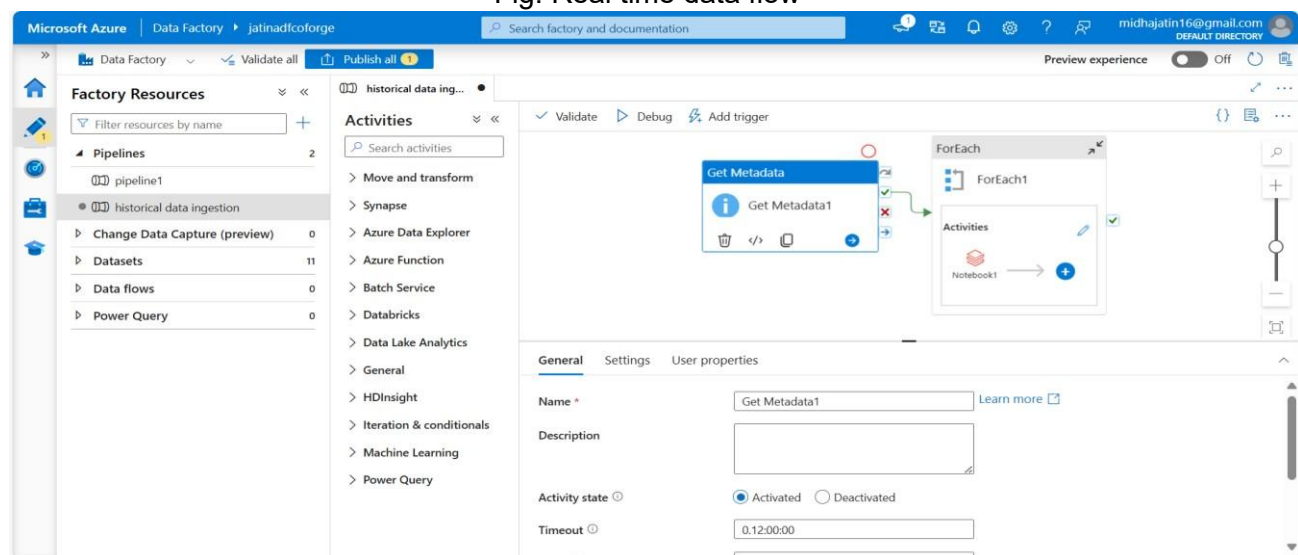 Fig: Real time data flow
Microsoft Azure Data Factory jatinadfcoforge Search factory and documentation 1 midhajatin16@gmail.com
DEFAULT DIRECTORY
Data Factory Validate all Publish all 1 Preview experience Off
Factory Resources
Filter resources by name
1
Pipelines 2
pipeline1
historical data ingestion
Change Data Capture (preview) 0
Datasets 11
Data flows 0
Power Query 0
historical data ing...
Activities
Search activities
Move and transform
Synapse
Azure Data Explorer
Azure Function
Batch Service
Databricks
Data Lake Analytics
General
HDInsight
Iteration & conditionals
Machine Learning
Power Query
Validate Debug Add trigger
Get Metadata
Get Metadata1
ForEach
ForEach1
Activities
Notebook1
General Settings User properties
Name * Get Metadata1 Learn more
Description
Activity state Activated Deactivated
Timeout 0.12:00:00